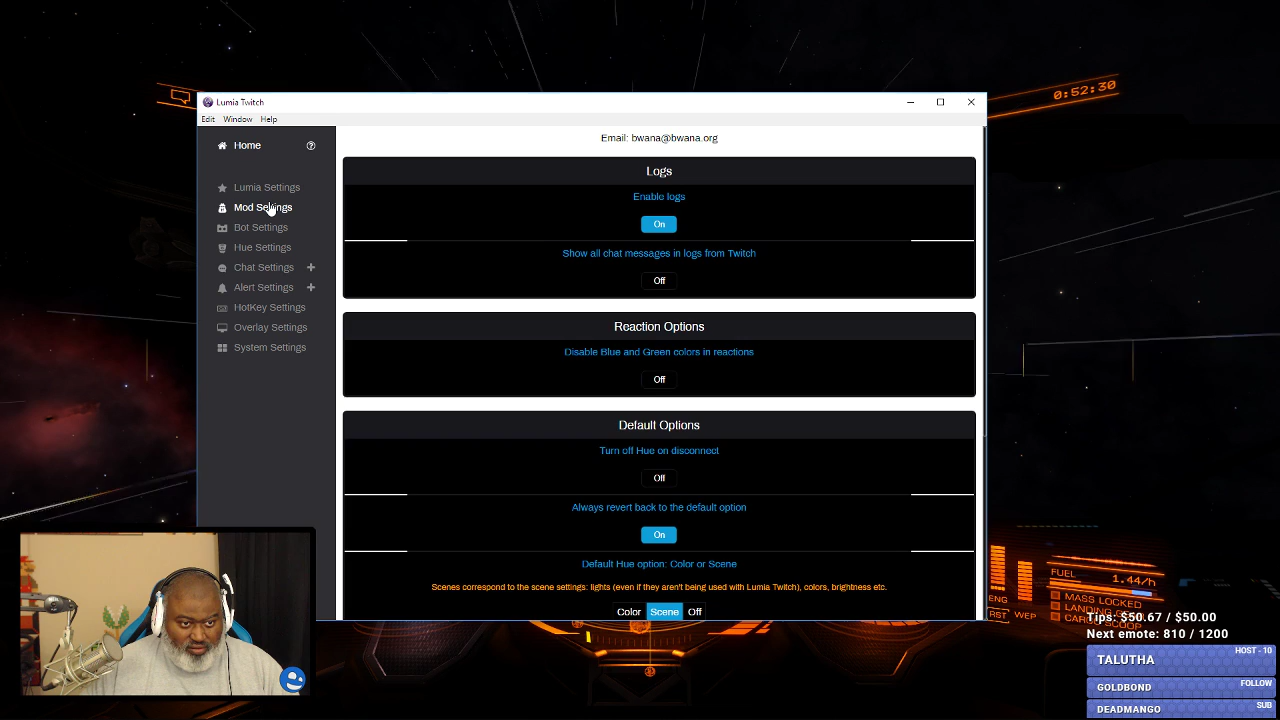 0:52:30
Lumia Twitch
Edit Window Help
Home
Lumia Settings
Mod Settings
Bot Settings
Hue Settings
Chat Settings
Alert Settings
HotKey Settings
Overlay Settings
System Settings
Email: bwana@bwana.org
Logs
Enable logs
On
Show all chat messages in logs from Twitch
Off
Reaction Options
Disable Blue and Green colors in reactions
Off
Default Options
Turn off Hue on disconnect
Off
Always revert back to the default option
On
Default Hue option: Color or Scene
Scenes correspond to the scene settings: lights (even if they aren't being used with Lumia Twitch), colors, brightness etc.
Color Scene Off
FUEL 1.44/h
ENG
MASS LOCKED
RST WEP
LANDING
Tips: $50.67 / $50.00
Next emote: 810 / 1200
TALUTHA HOST - 10
GOLDBOND FOLLOW
DEADMANGO SUB